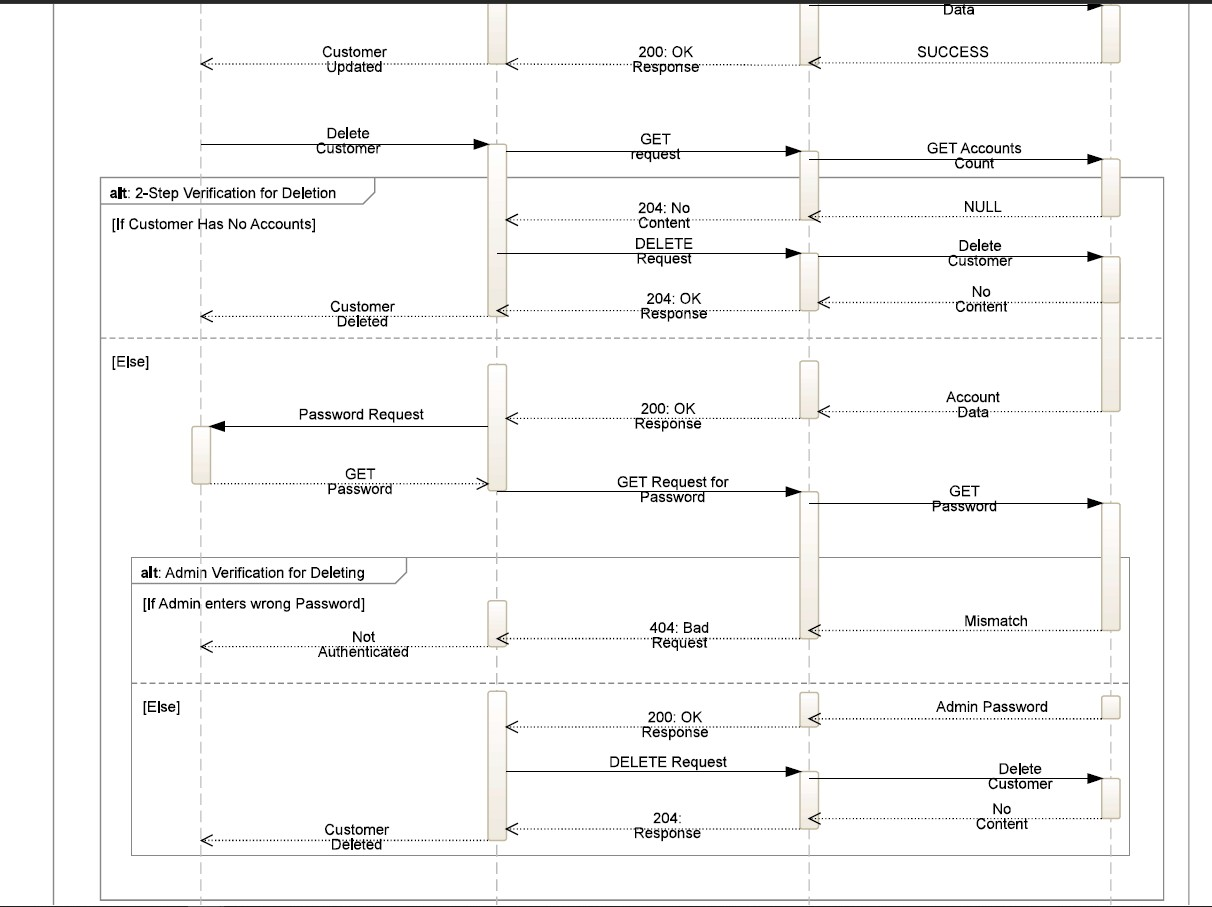 Data
Customer
Updated
200: OK
Response
SUCCESS
Delete
Customer
GET
request
GET Accounts
Count
alt: 2-Step Verification for Deletion
[If Customer Has No Accounts]
204: No
Content
NULL
DELETE
Request
Delete
Customer
Customer
Deleted
204: OK
Response
No
Content
[Else]
Password Request
200: OK
Response
Account
Data
GET
Password
GET Request for
Password
GET
Password
alt: Admin Verification for Deleting
[If Admin enters wrong Password]
Not
Authenticated
404: Bad
Request
Mismatch
[Else]
200: OK
Response
Admin Password
DELETE Request
Delete
Customer
Customer
Deleted
204:
Response
No
Content